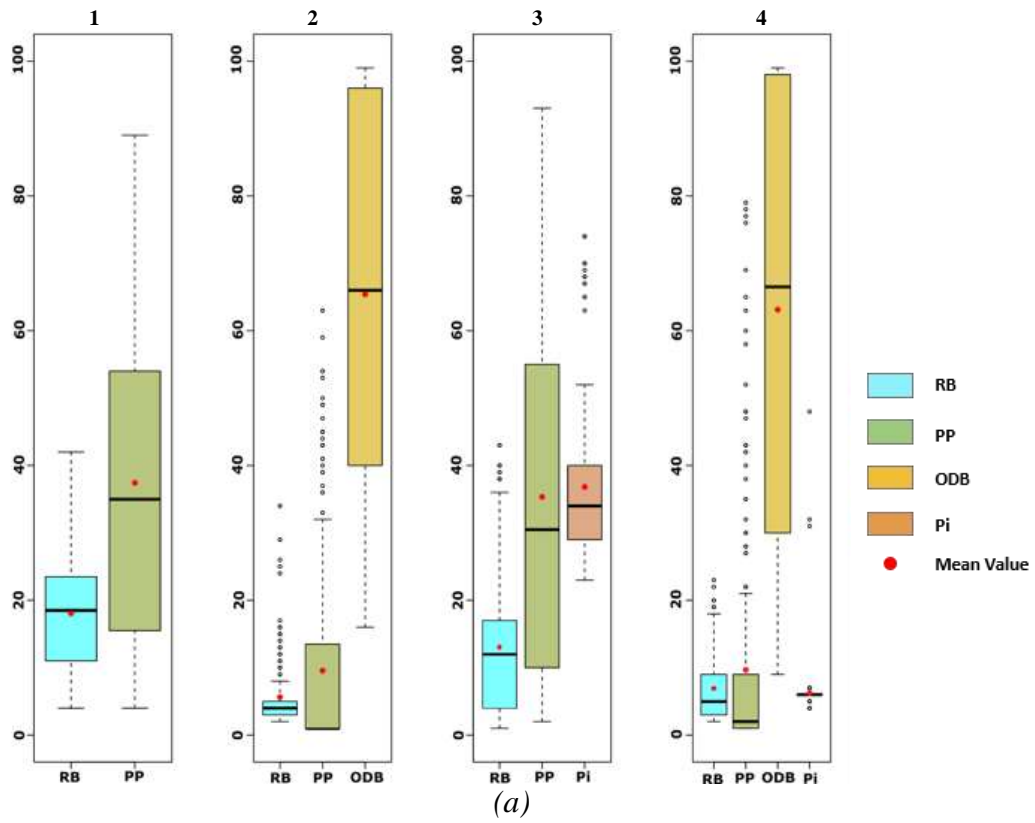 1 2 3 4
100 100 100 100
80 80 80 80
60 60 60 60
40 40 40 40
20 20 20 20
0 0 0 0
RB PP RB PP ODB RB PP Pi RB PP ODB Pi
RB
PP
ODB
Pi
Mean Value
(a)